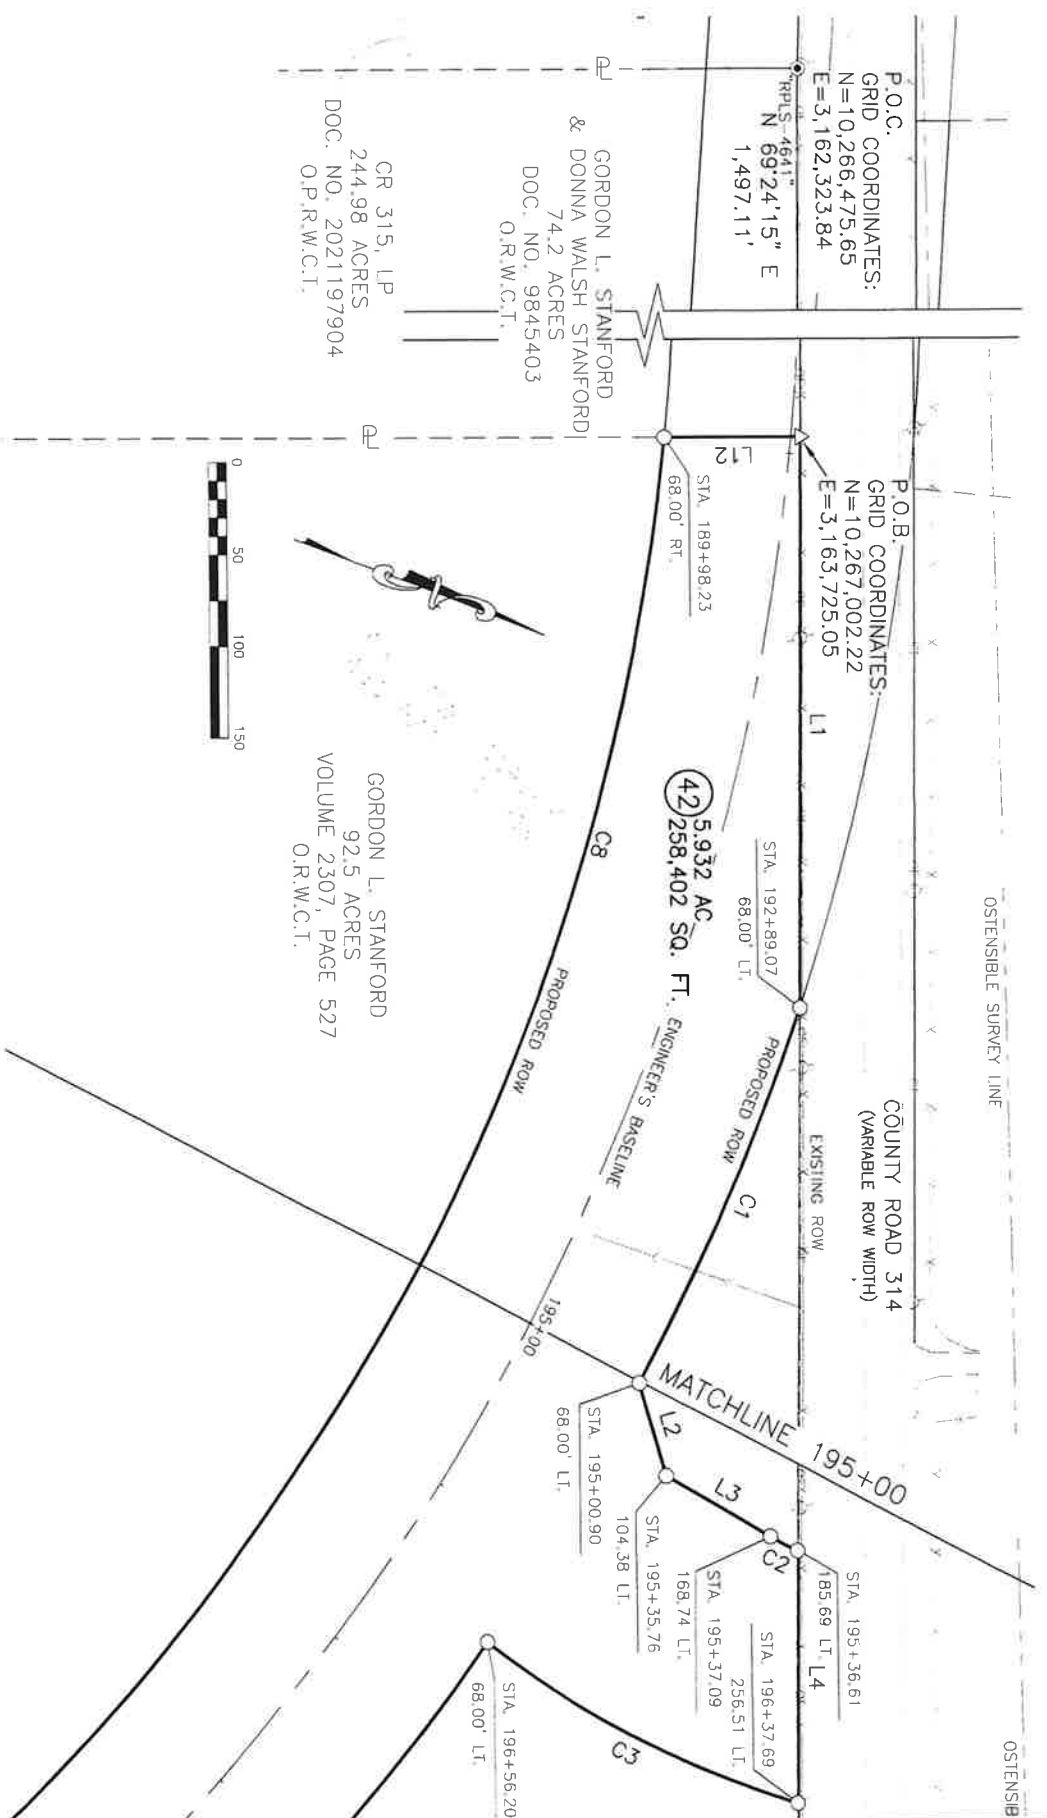 P.O.C.
GRID COORDINATES:
N=10,266,475.65
E=3,162,323.84
"RPLS-4641"
N 69°24'15" E
1,497.11'
GORDON L. STANFORD
& DONNA WALSH STANFORD
74.2 ACRES
DOC. NO. 9845403
O.R.W.C.T.
CR 315, LP
244.98 ACRES
DOC. NO. 2021197904
O.P.R.W.C.T.
P.O.B.
GRID COORDINATES:
N=10,267,002.22
E=3,163,725.05
L12
STA. 189+98.23
68.00' RT.
L1
0 50 100 150
42
5.932 AC.
258,402 SQ. FT.
C8
STA. 192+89.07
68.00' LT.
GORDON L. STANFORD
92.5 ACRES
VOLUME 2307, PAGE 527
O.R.W.C.T.
OSTENSIBLE SURVEY LINE
COUNTY ROAD 314
(VARIABLE ROW WIDTH)
EXISTING ROW
PROPOSED ROW
C1
ENGINEER'S BASELINE
PROPOSED ROW
195+00
MATCHLINE 195+00
L2
STA. 195+00.90
68.00' LT.
L3
STA. 195+35.76
104.38 LT.
C2
STA. 195+37.09
168.74 LT.
STA. 195+36.61
185.69 LT.
L4
STA. 196+37.69
256.51 LT.
C3
STA. 196+56.20
68.00' LT.
OSTENSIB